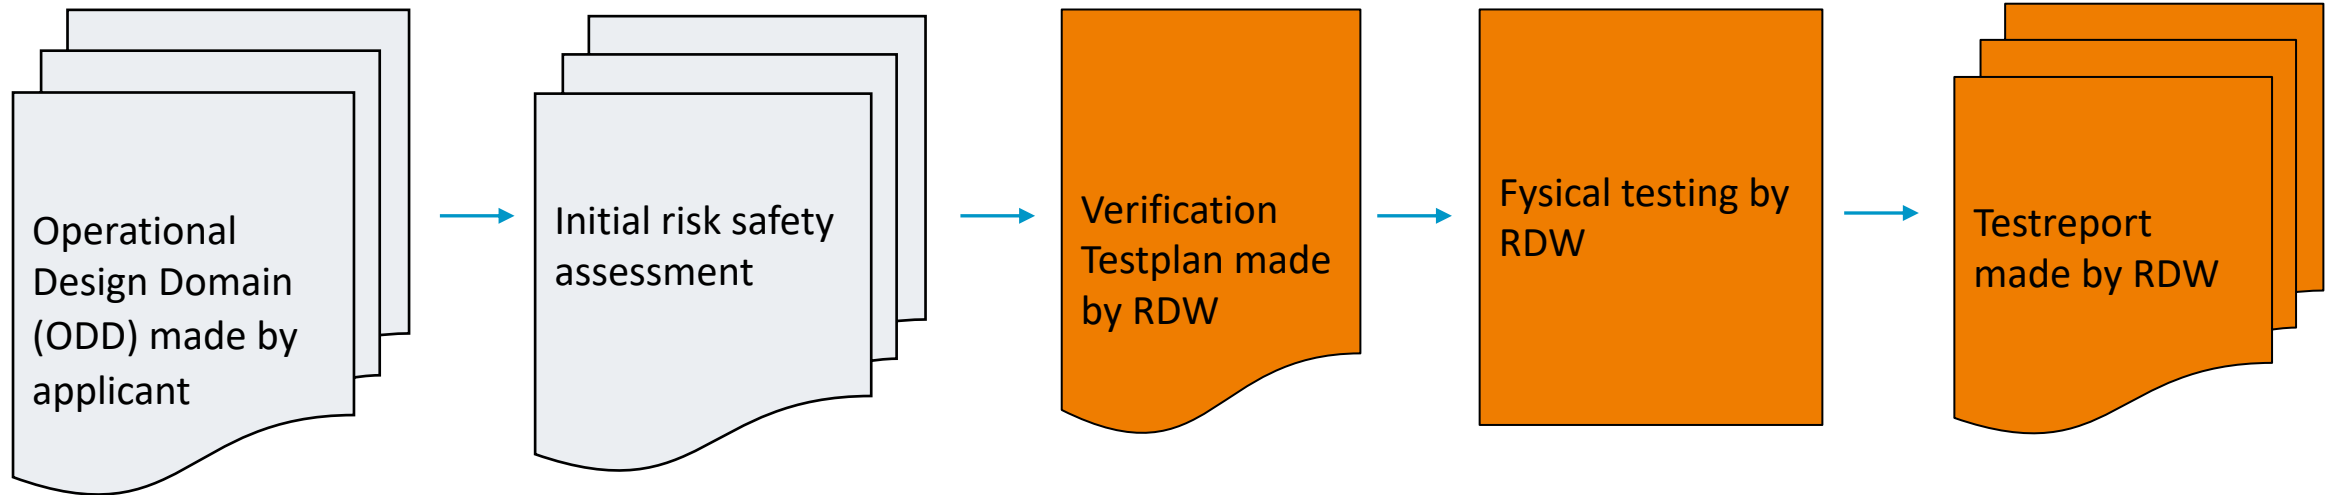 Operational
Design Domain
(ODD) made by
applicant
Initial risk safety
assessment
Verification
Testplan made
by RDW
Fysical testing by
RDW
Testreport
made by RDW